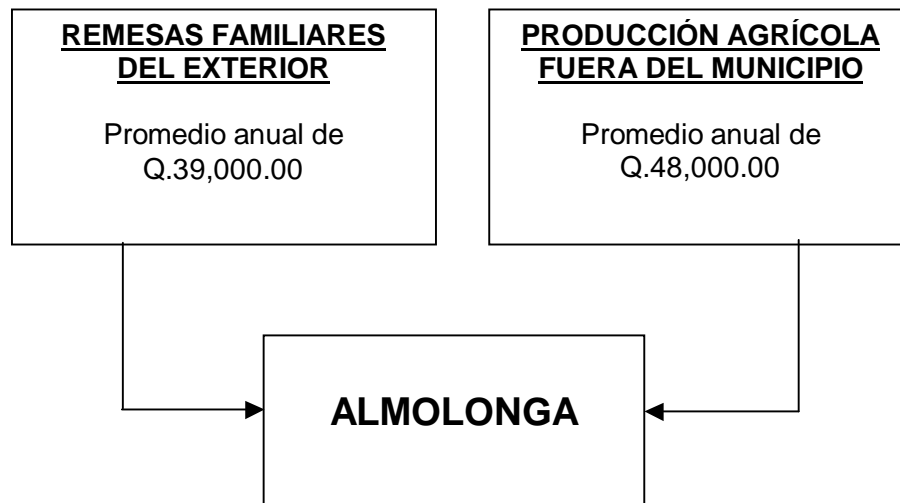 REMESAS FAMILIARES
DEL EXTERIOR
Promedio anual de
Q.39,000.00
PRODUCCIÓN AGRÍCOLA
FUERA DEL MUNICIPIO
Promedio anual de
Q.48,000.00
ALMOLONGA